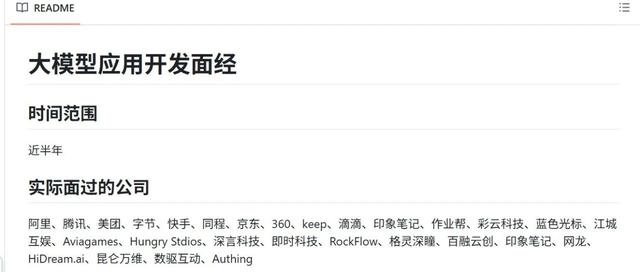 README
大模型应用开发面经
时间范围
近半年
实际面过的公司
阿里、腾讯、美团、字节、快手、同程、京东、360、keep、滴滴、印象笔记、作业帮、彩云科技、蓝色光标、江城
互娱、Aviagames、Hungry Stdios、深言科技、即时科技、RockFlow、格灵深瞳、百融云创、印象笔记、网龙、
HiDream.ai、昆仑万维、数驱互动、Authing